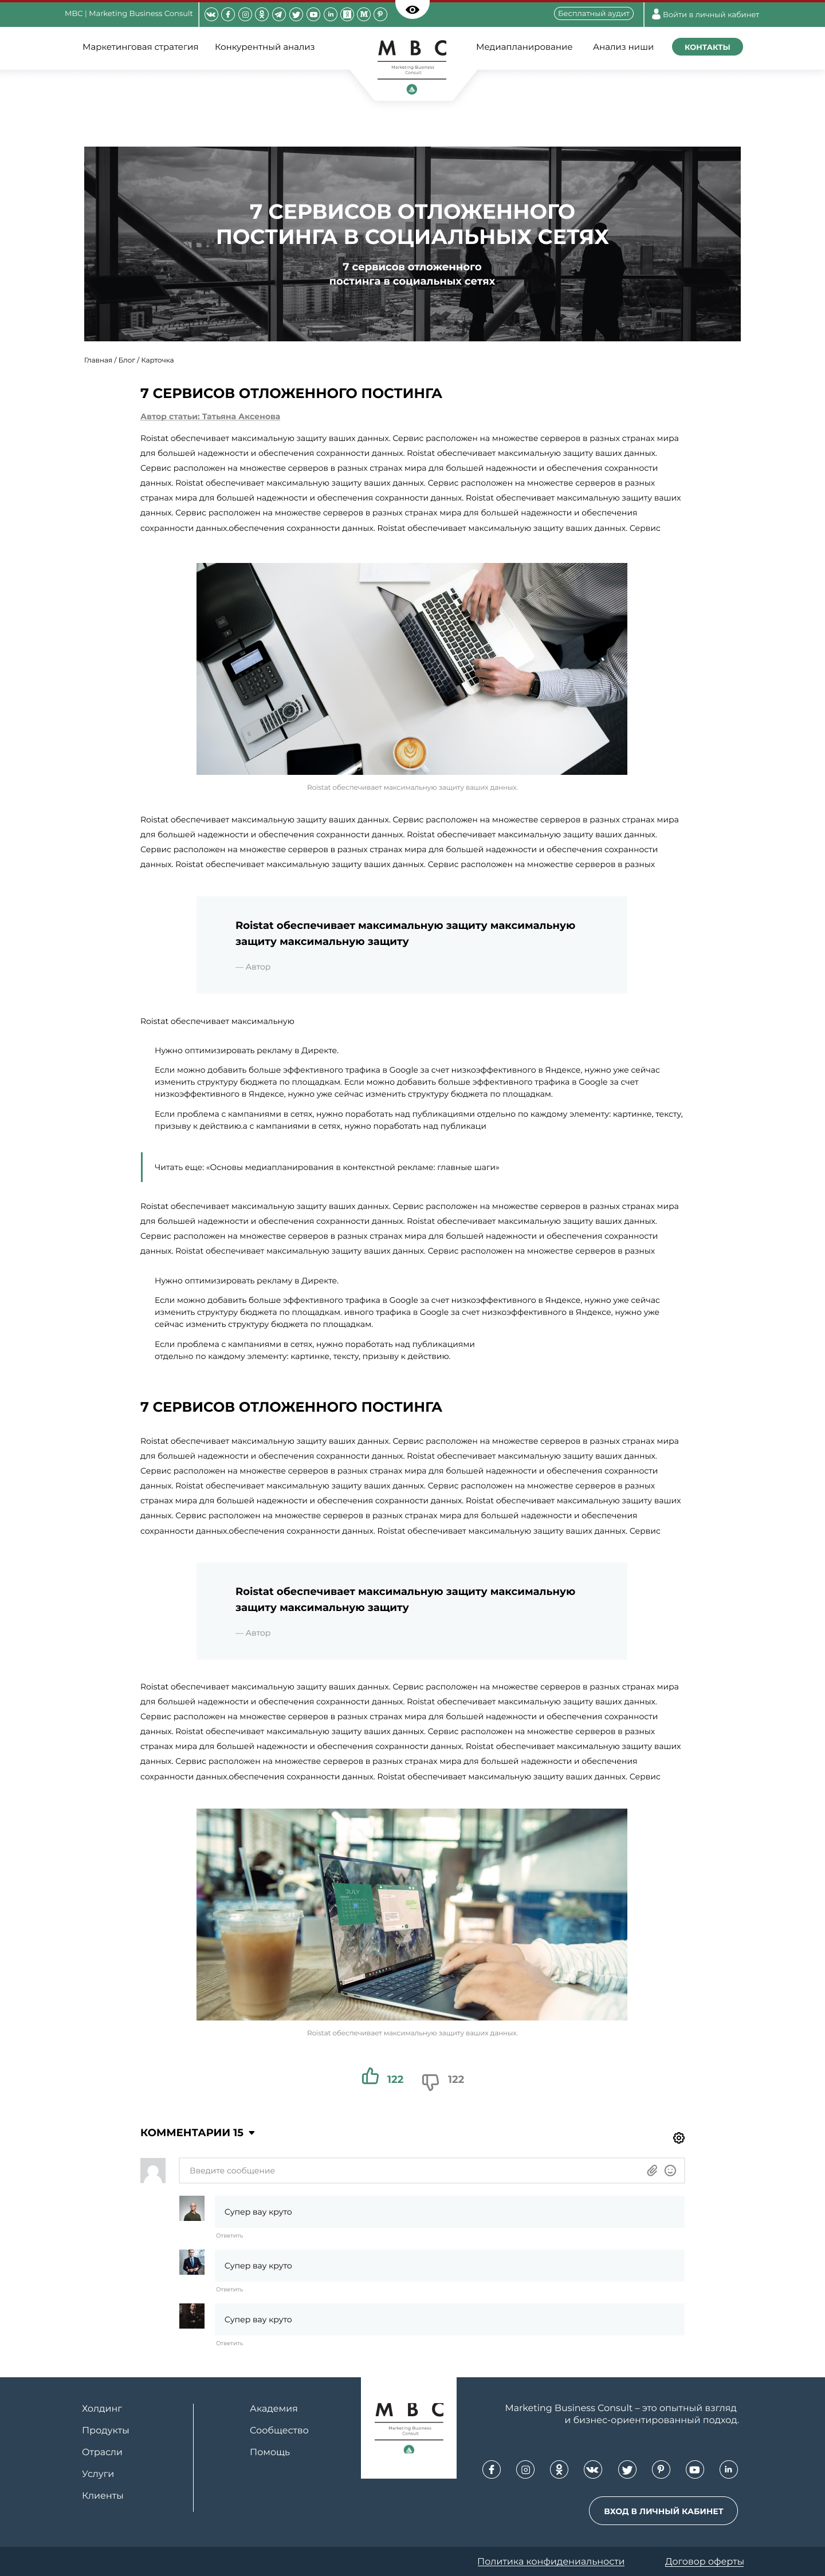 MBC | Marketing Business Consult
Бесплатный аудит
Войти в личный кабинет
Маркетинговая стратегия
Конкурентный анализ
M B C
Marketing Business
Consult
Медиапланирование
Анализ ниши
КОНТАКТЫ
7 СЕРВИСОВ ОТЛОЖЕННОГО
ПОСТИНГА В СОЦИАЛЬНЫХ СЕТЯХ
7 сервисов отложенного
постинга в социальных сетях
Главная / Блог / Карточка
7 СЕРВИСОВ ОТЛОЖЕННОГО ПОСТИНГА
Автор статьи: Татьяна Аксенова
Roistat обеспечивает максимальную защиту ваших данных. Сервис расположен на множестве серверов в разных странах мира
для большей надежности и обеспечения сохранности данных. Roistat обеспечивает максимальную защиту ваших данных.
Сервис расположен на множестве серверов в разных странах мира для большей надежности и обеспечения сохранности
данных. Roistat обеспечивает максимальную защиту ваших данных. Сервис расположен на множестве серверов в разных
странах мира для большей надежности и обеспечения сохранности данных. Roistat обеспечивает максимальную защиту ваших
данных. Сервис расположен на множестве серверов в разных странах мира для большей надежности и обеспечения
сохранности данных.обеспечения сохранности данных. Roistat обеспечивает максимальную защиту ваших данных. Сервис
Roistat обеспечивает максимальную защиту ваших данных.
Roistat обеспечивает максимальную защиту ваших данных. Сервис расположен на множестве серверов в разных странах мира
для большей надежности и обеспечения сохранности данных. Roistat обеспечивает максимальную защиту ваших данных.
Сервис расположен на множестве серверов в разных странах мира для большей надежности и обеспечения сохранности
данных. Roistat обеспечивает максимальную защиту ваших данных. Сервис расположен на множестве серверов в разных
Roistat обеспечивает максимальную защиту максимальную
защиту максимальную защиту
— Автор
Roistat обеспечивает максимальную
Нужно оптимизировать рекламу в Директе.
Если можно добавить больше эффективного трафика в Google за счет низкоэффективного в Яндексе, нужно уже сейчас
изменить структуру бюджета по площадкам. Если можно добавить больше эффективного трафика в Google за счет
низкоэффективного в Яндексе, нужно уже сейчас изменить структуру бюджета по площадкам.
Если проблема с кампаниями в сетях, нужно поработать над публикациями отдельно по каждому элементу: картинке, тексту,
призыву к действию.а с кампаниями в сетях, нужно поработать над публикаци
Читать еще: «Основы медиапланирования в контекстной рекламе: главные шаги»
Roistat обеспечивает максимальную защиту ваших данных. Сервис расположен на множестве серверов в разных странах мира
для большей надежности и обеспечения сохранности данных. Roistat обеспечивает максимальную защиту ваших данных.
Сервис расположен на множестве серверов в разных странах мира для большей надежности и обеспечения сохранности
данных. Roistat обеспечивает максимальную защиту ваших данных. Сервис расположен на множестве серверов в разных
Нужно оптимизировать рекламу в Директе.
Если можно добавить больше эффективного трафика в Google за счет низкоэффективного в Яндексе, нужно уже сейчас
изменить структуру бюджета по площадкам. ивного трафика в Google за счет низкоэффективного в Яндексе, нужно уже
сейчас изменить структуру бюджета по площадкам.
Если проблема с кампаниями в сетях, нужно поработать над публикациями
отдельно по каждому элементу: картинке, тексту, призыву к действию.
7 СЕРВИСОВ ОТЛОЖЕННОГО ПОСТИНГА
Roistat обеспечивает максимальную защиту ваших данных. Сервис расположен на множестве серверов в разных странах мира
для большей надежности и обеспечения сохранности данных. Roistat обеспечивает максимальную защиту ваших данных.
Сервис расположен на множестве серверов в разных странах мира для большей надежности и обеспечения сохранности
данных. Roistat обеспечивает максимальную защиту ваших данных. Сервис расположен на множестве серверов в разных
странах мира для большей надежности и обеспечения сохранности данных. Roistat обеспечивает максимальную защиту ваших
данных. Сервис расположен на множестве серверов в разных странах мира для большей надежности и обеспечения
сохранности данных.обеспечения сохранности данных. Roistat обеспечивает максимальную защиту ваших данных. Сервис
Roistat обеспечивает максимальную защиту максимальную
защиту максимальную защиту
— Автор
Roistat обеспечивает максимальную защиту ваших данных. Сервис расположен на множестве серверов в разных странах мира
для большей надежности и обеспечения сохранности данных. Roistat обеспечивает максимальную защиту ваших данных.
Сервис расположен на множестве серверов в разных странах мира для большей надежности и обеспечения сохранности
данных. Roistat обеспечивает максимальную защиту ваших данных. Сервис расположен на множестве серверов в разных
странах мира для большей надежности и обеспечения сохранности данных. Roistat обеспечивает максимальную защиту ваших
данных. Сервис расположен на множестве серверов в разных странах мира для большей надежности и обеспечения
сохранности данных.обеспечения сохранности данных. Roistat обеспечивает максимальную защиту ваших данных. Сервис
JULY
Roistat обеспечивает максимальную защиту ваших данных.
122
122
КОММЕНТАРИИ 15
Введите сообщение
Супер вау круто
Ответить
Супер вау круто
Ответить
Супер вау круто
Ответить
Холдинг
Продукты
Отрасли
Услуги
Клиенты
Академия
Сообщество
Помощь
M B C
Marketing Business
Consult
Marketing Business Consult – это опытный взгляд
и бизнес-ориентированный подход.
ВХОД В ЛИЧНЫЙ КАБИНЕТ
Политика конфидениальности
Договор оферты